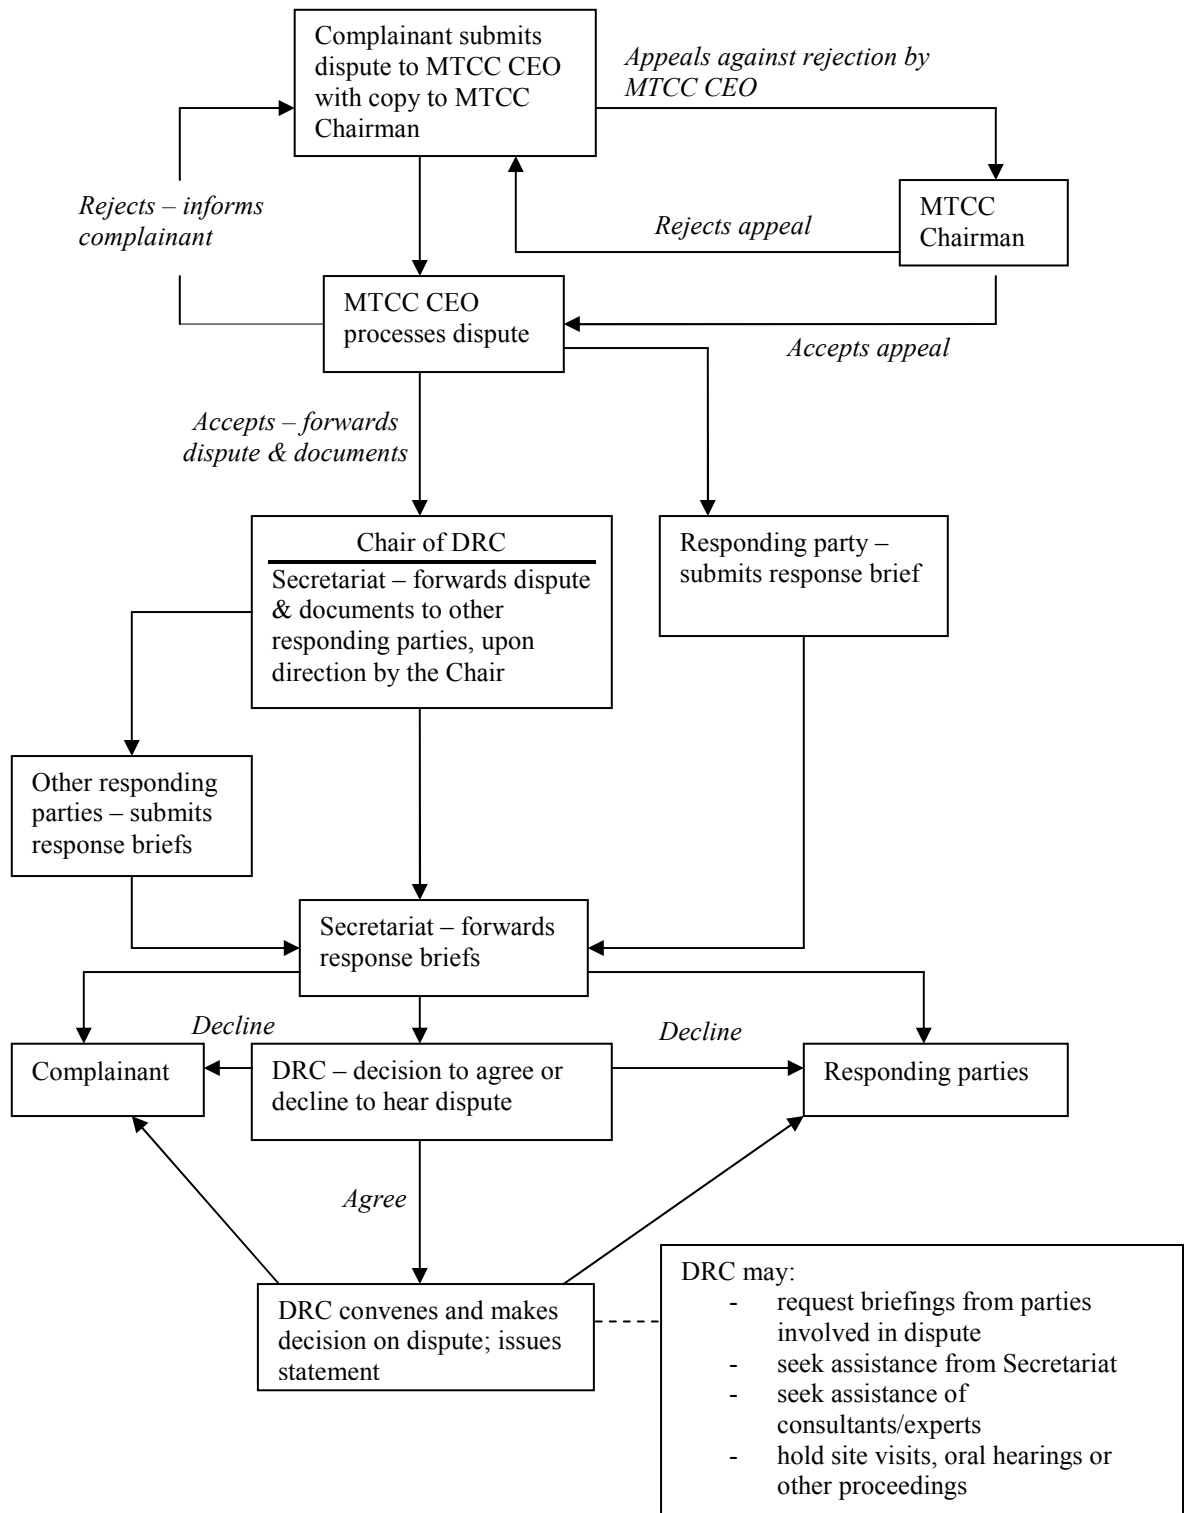 Complainant submits
dispute to MTCC CEO
with copy to MTCC
Chairman
Appeals against rejection by
MTCC CEO
Rejects – informs
complainant
Rejects appeal
MTCC
Chairman
MTCC CEO
processes dispute
Accepts appeal
Accepts – forwards
dispute & documents
Chair of DRC
Secretariat – forwards dispute
& documents to other
responding parties, upon
direction by the Chair
Responding party –
submits response brief
Other responding
parties – submits
response briefs
Secretariat – forwards
response briefs
Decline
Decline
Complainant
DRC – decision to agree or
decline to hear dispute
Responding parties
Agree
DRC convenes and makes
decision on dispute; issues
statement
DRC may:
- request briefings from parties
involved in dispute
- seek assistance from Secretariat
- seek assistance of
consultants/experts
- hold site visits, oral hearings or
other proceedings